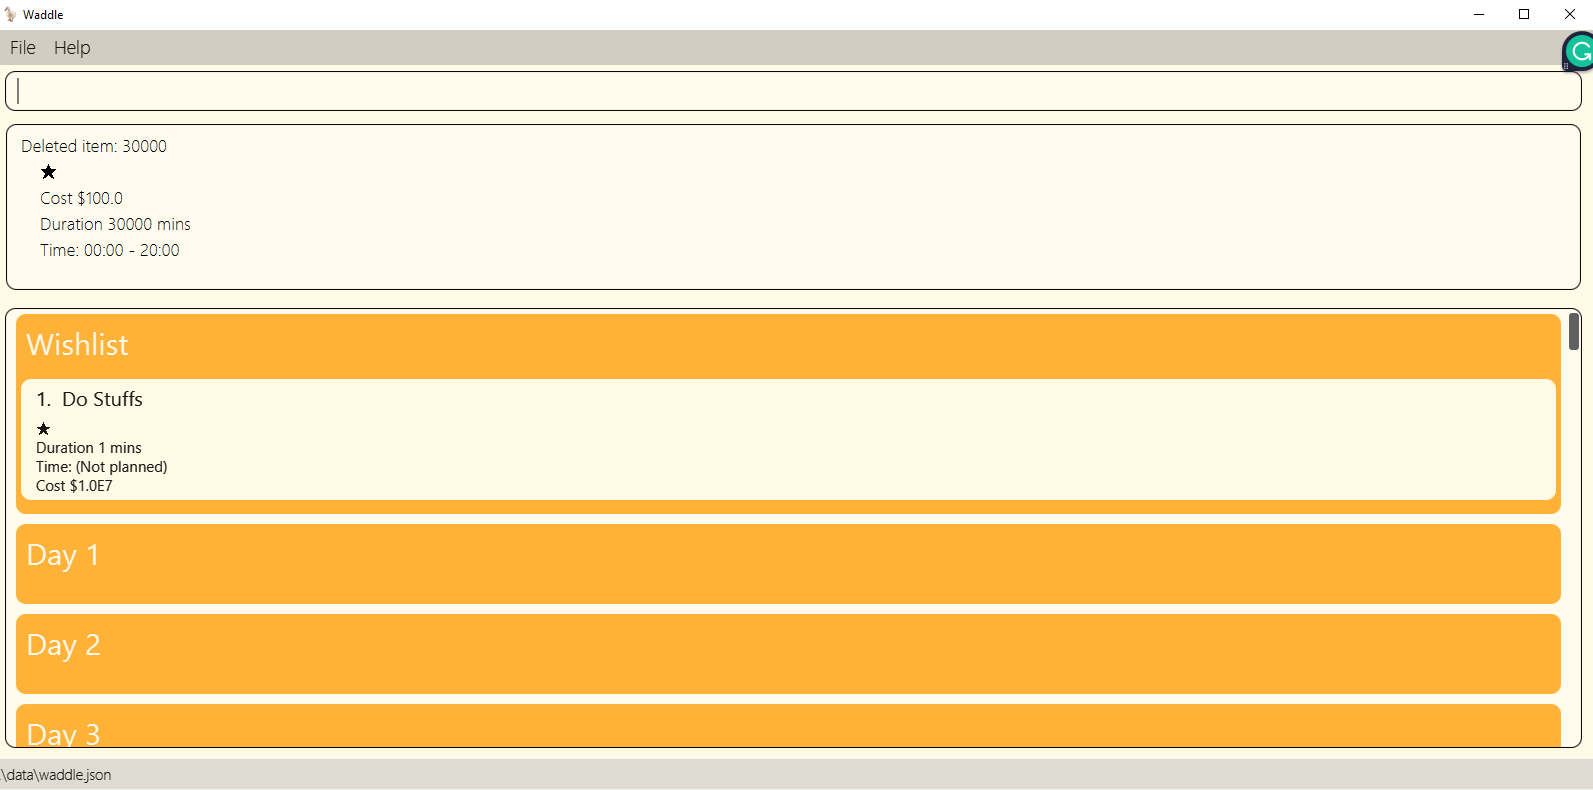 Waddle
File Help
Deleted item: 30000
★
Cost $100.0
Duration 30000 mins
Time: 00:00 - 20:00
Wishlist
1. Do Stuffs
★
Duration 1 mins
Time: (Not planned)
Cost $1.0E7
Day 1
Day 2
Day 3
.\data\waddle.json